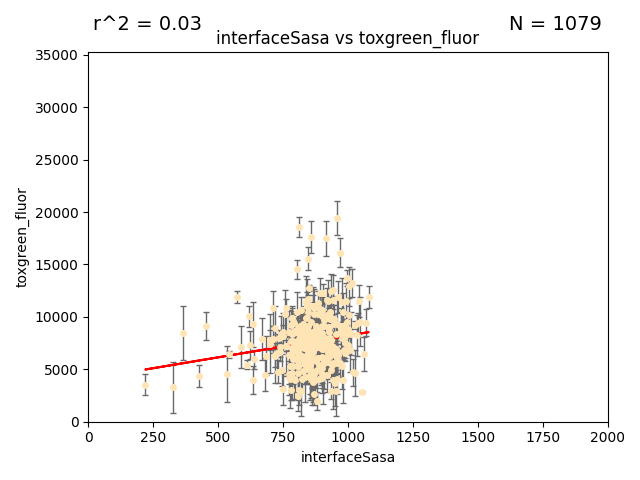 r^2 = 0.03
N = 1079
interfaceSasa vs toxgreen_fluor
35000
30000
25000
20000
15000
10000
5000
0
toxgreen_fluor
0 250 500 750 1000 1250 1500 1750 2000
interfaceSasa